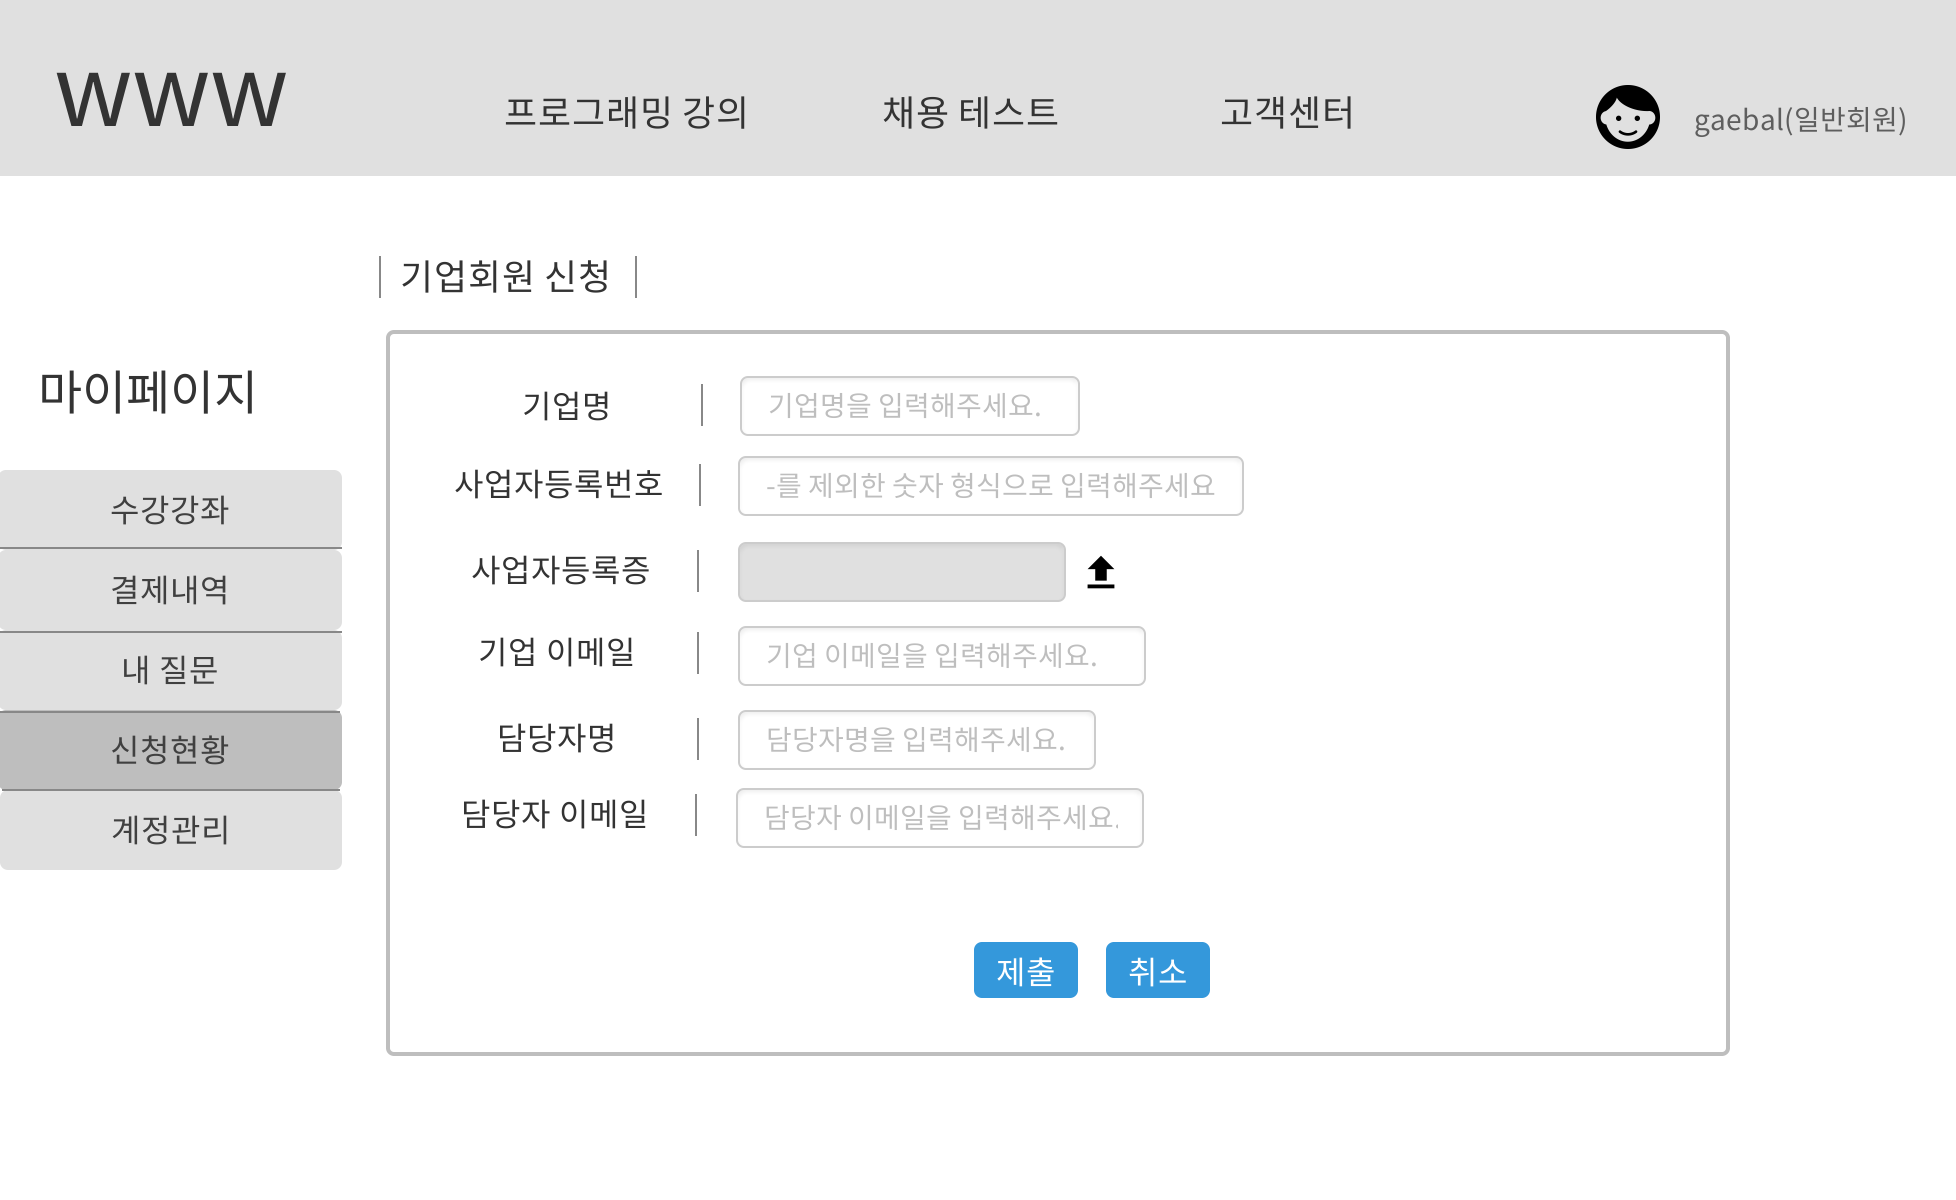 WWW
프로그래밍 강의
채용 테스트
고객센터
gaebal(일반회원)
기업회원 신청
마이페이지
수강강좌
결제내역
내 질문
신청현황
계정관리
기업명
기업명을 입력해주세요.
사업자등록번호
-를 제외한 숫자 형식으로 입력해주세요
사업자등록증
기업 이메일
기업 이메일을 입력해주세요.
담당자명
담당자명을 입력해주세요.
담당자 이메일
담당자 이메일을 입력해주세요.
제출
취소